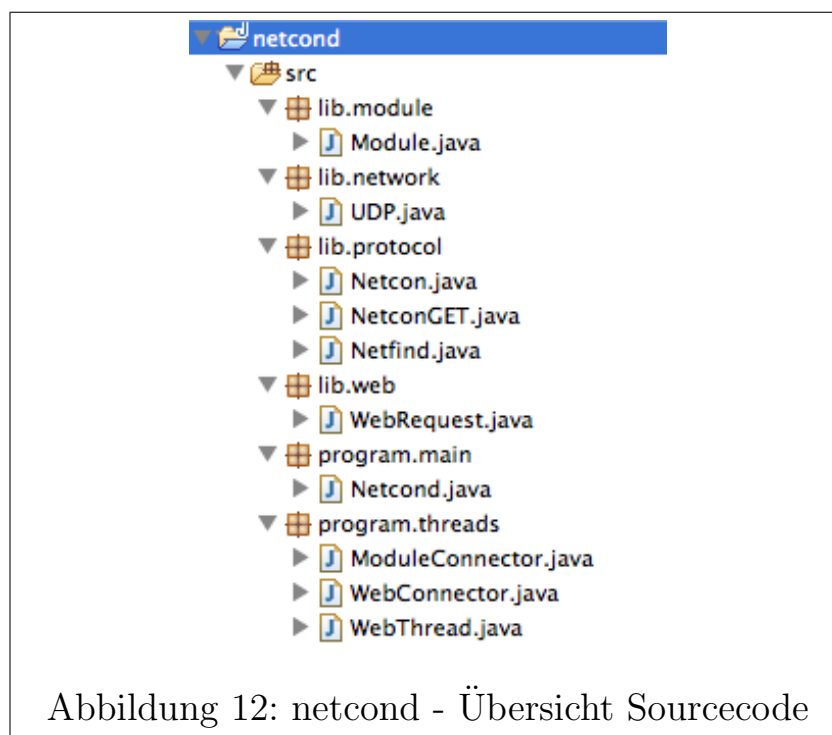 netcond
src
lib.module
Module.java
lib.network
UDP.java
lib.protocol
Netcon.java
NetconGET.java
Netfind.java
lib.web
WebRequest.java
program.main
Netcond.java
program.threads
ModuleConnector.java
WebConnector.java
WebThread.java
Abbildung 12: netcond - Übersicht Sourcecode